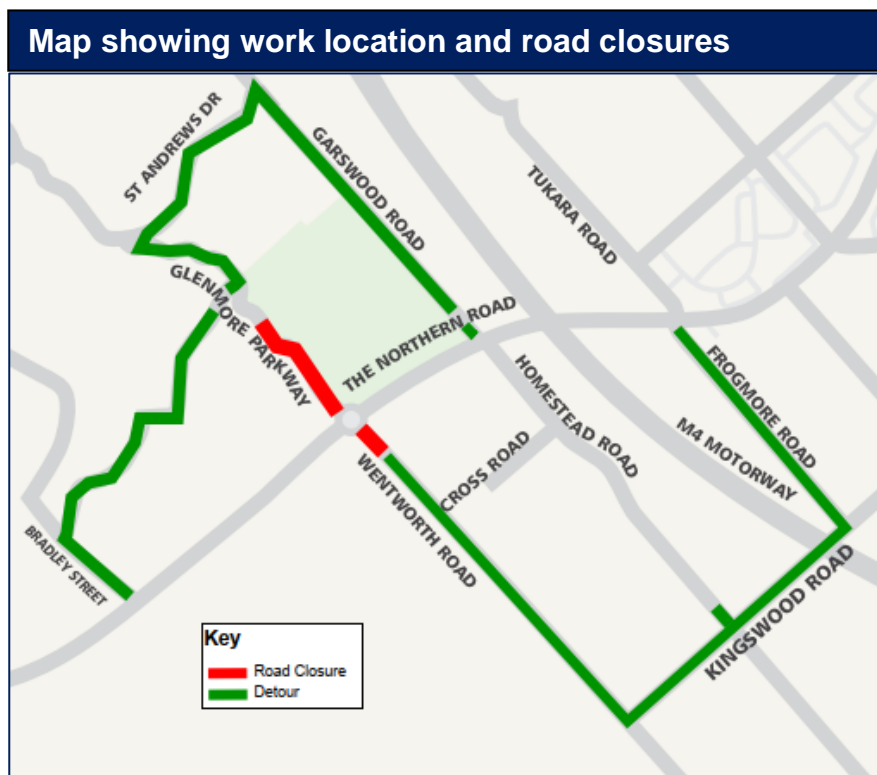 Map showing work location and road closures
ST ANDREWS DR
GARSWOOD ROAD
TUKARA ROAD
GLENMORE PARKWAY
THE NORTHERN ROAD
HOMESTEAD ROAD
FROGMORE ROAD
M4 MOTORWAY
CROSS ROAD
WENTWORTH ROAD
BRADLEY STREET
KINGSWOOD ROAD
Key
Road Closure
Detour